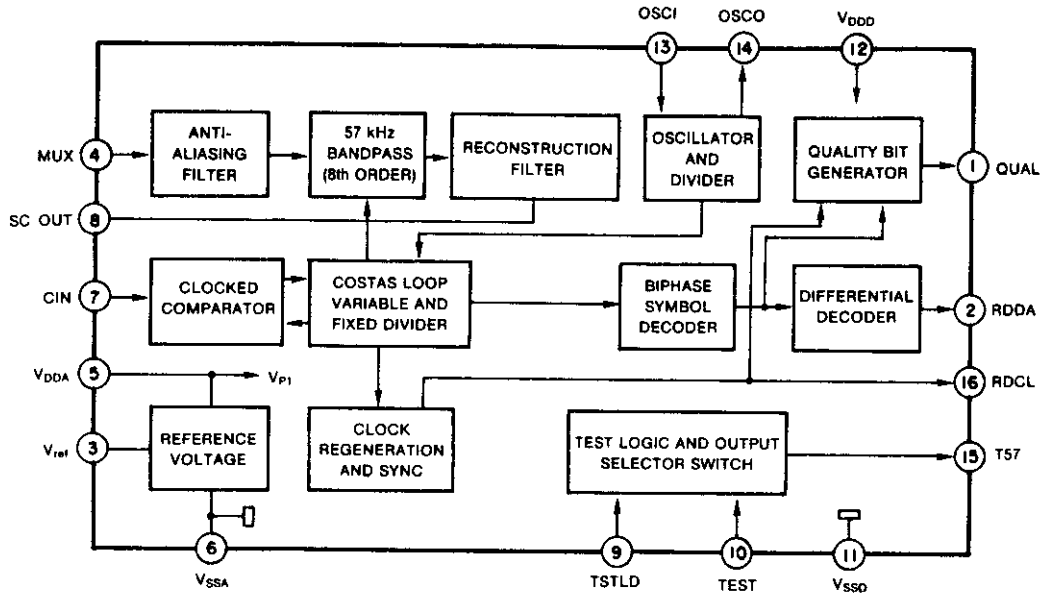 OSCI
OSCO
VDDD
13
14
12
MUX
4
ANTI-
ALIASING
FILTER
57 kHz
BANDPASS
(8th ORDER)
RECONSTRUCTION
FILTER
OSCILLATOR
AND
DIVIDER
QUALITY BIT
GENERATOR
1
QUAL
SC OUT
8
CIN
7
CLOCKED
COMPARATOR
COSTAS LOOP
VARIABLE AND
FIXED DIVIDER
BIPHASE
SYMBOL
DECODER
DIFFERENTIAL
DECODER
2
RDDA
VDDA
5
VP1
16
RDCL
Vref
3
REFERENCE
VOLTAGE
CLOCK
REGENERATION
AND SYNC
TEST LOGIC AND OUTPUT
SELECTOR SWITCH
15
T57
6
9
10
11
VSSA
TSTLD
TEST
VSSD